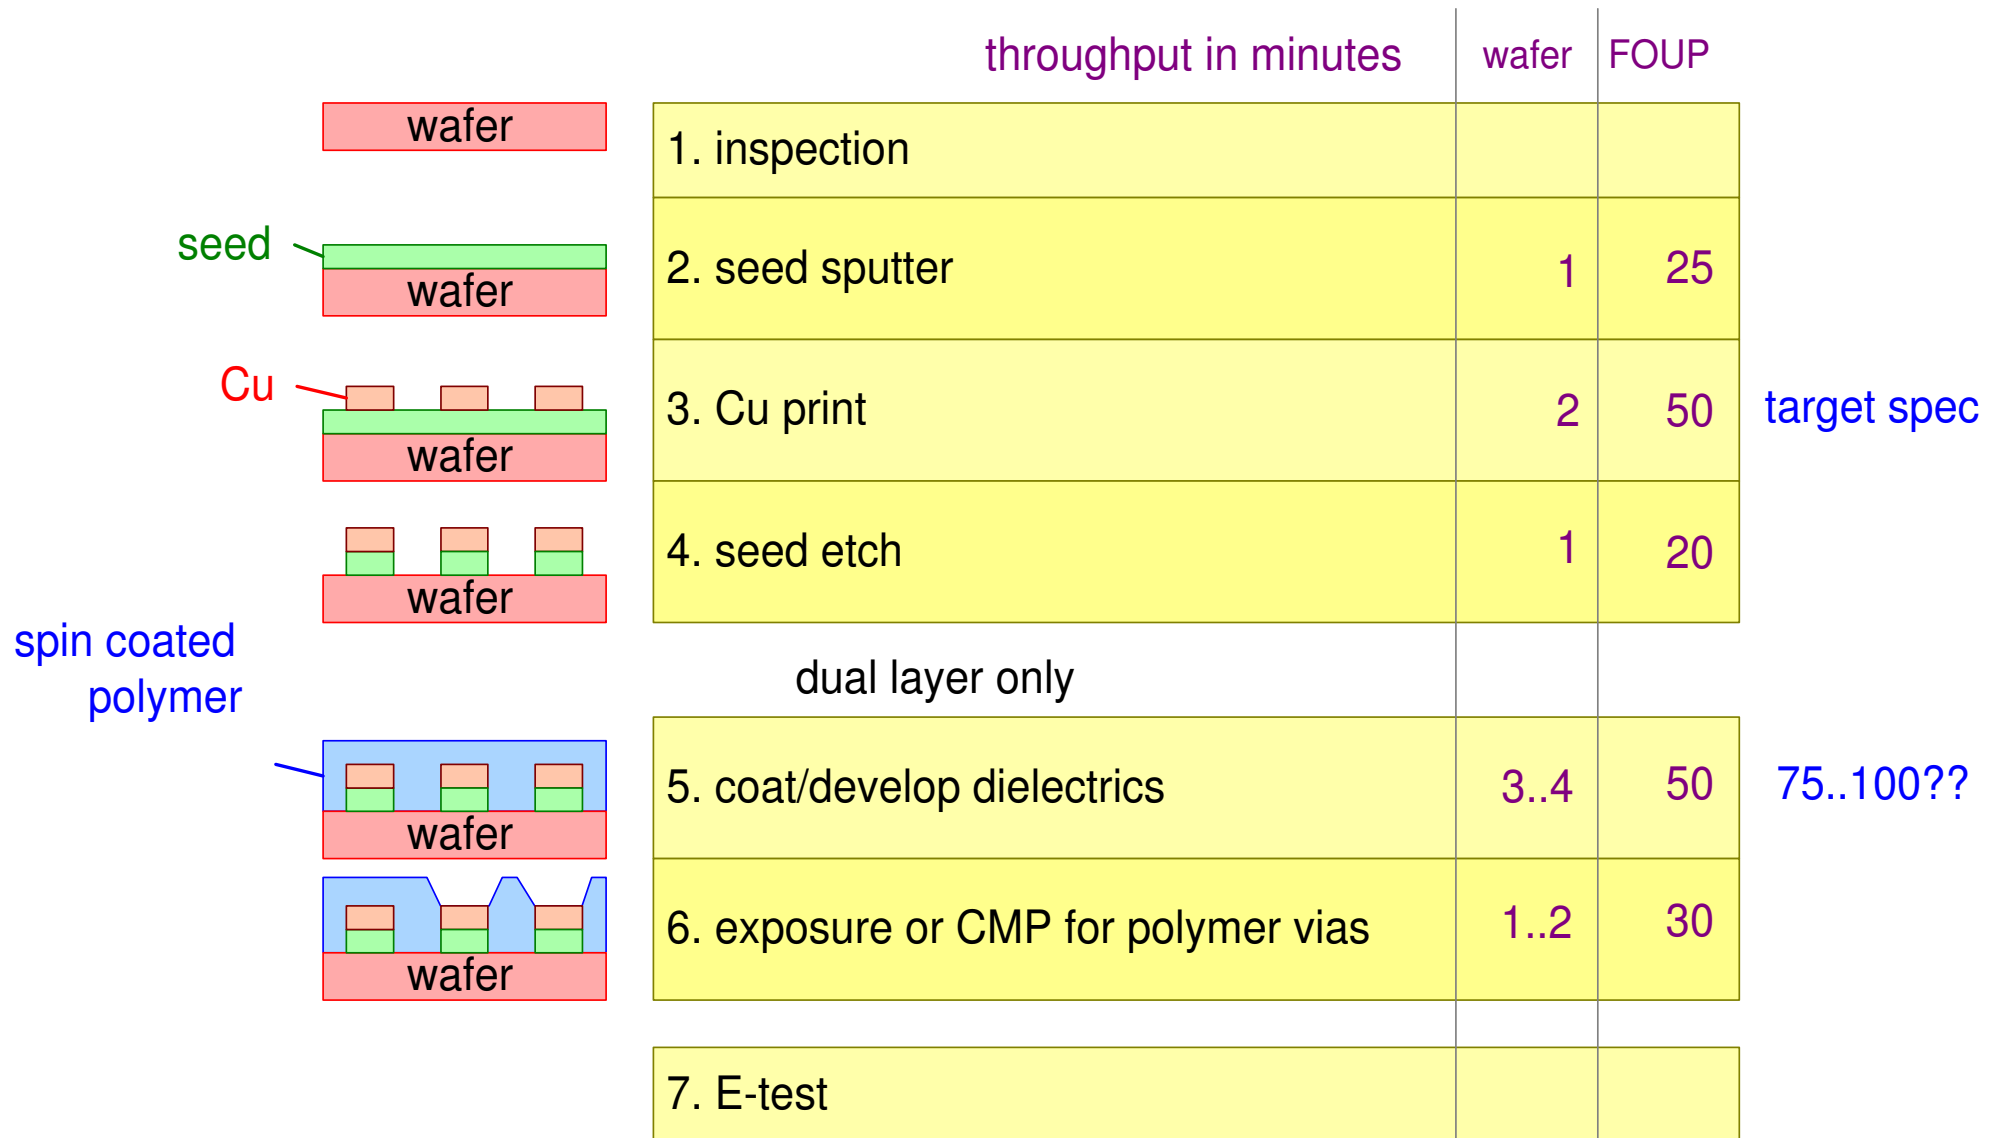 throughput in minutes wafer FOUP
wafer
1. inspection
seed
wafer
2. seed sputter 1 25
Cu
wafer
3. Cu print 2 50 target spec
wafer
4. seed etch 1 20
spin coated
polymer
dual layer only
wafer
5. coat/develop dielectrics 3..4 50 75..100??
wafer
6. exposure or CMP for polymer vias 1..2 30
7. E-test